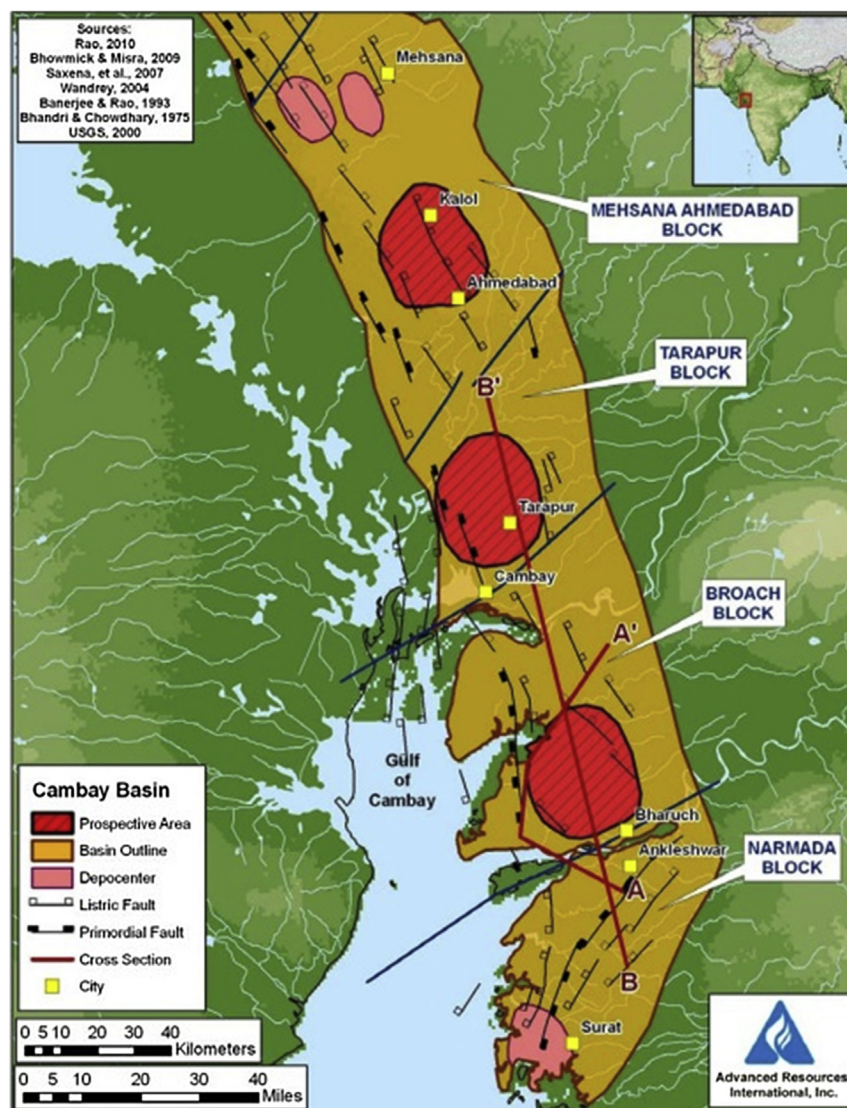 Sources:
Rao, 2010
Bhowmick & Misra, 2009
Saxena, et al., 2007
Wandrey, 2004
Banerjee & Rao, 1993
Bhandri & Chowdhary, 1975
USGS, 2000
Mehsana
Kalol
MEHSANA AHMEDABAD
BLOCK
Ahmedabad
TARAPUR
BLOCK
B'
Tarapur
Cambay
BROACH
BLOCK
A'
Gulf
of
Cambay
Bharuch
Ankleshwar
NARMADA
BLOCK
A
B
Surat
Cambay Basin
Prospective Area
Basin Outline
Depocenter
Listric Fault
Primordial Fault
Cross Section
City
0 5 10 20 30 40
Kilometers
0 5 10 20 30 40
Miles
Advanced Resources
International, Inc.